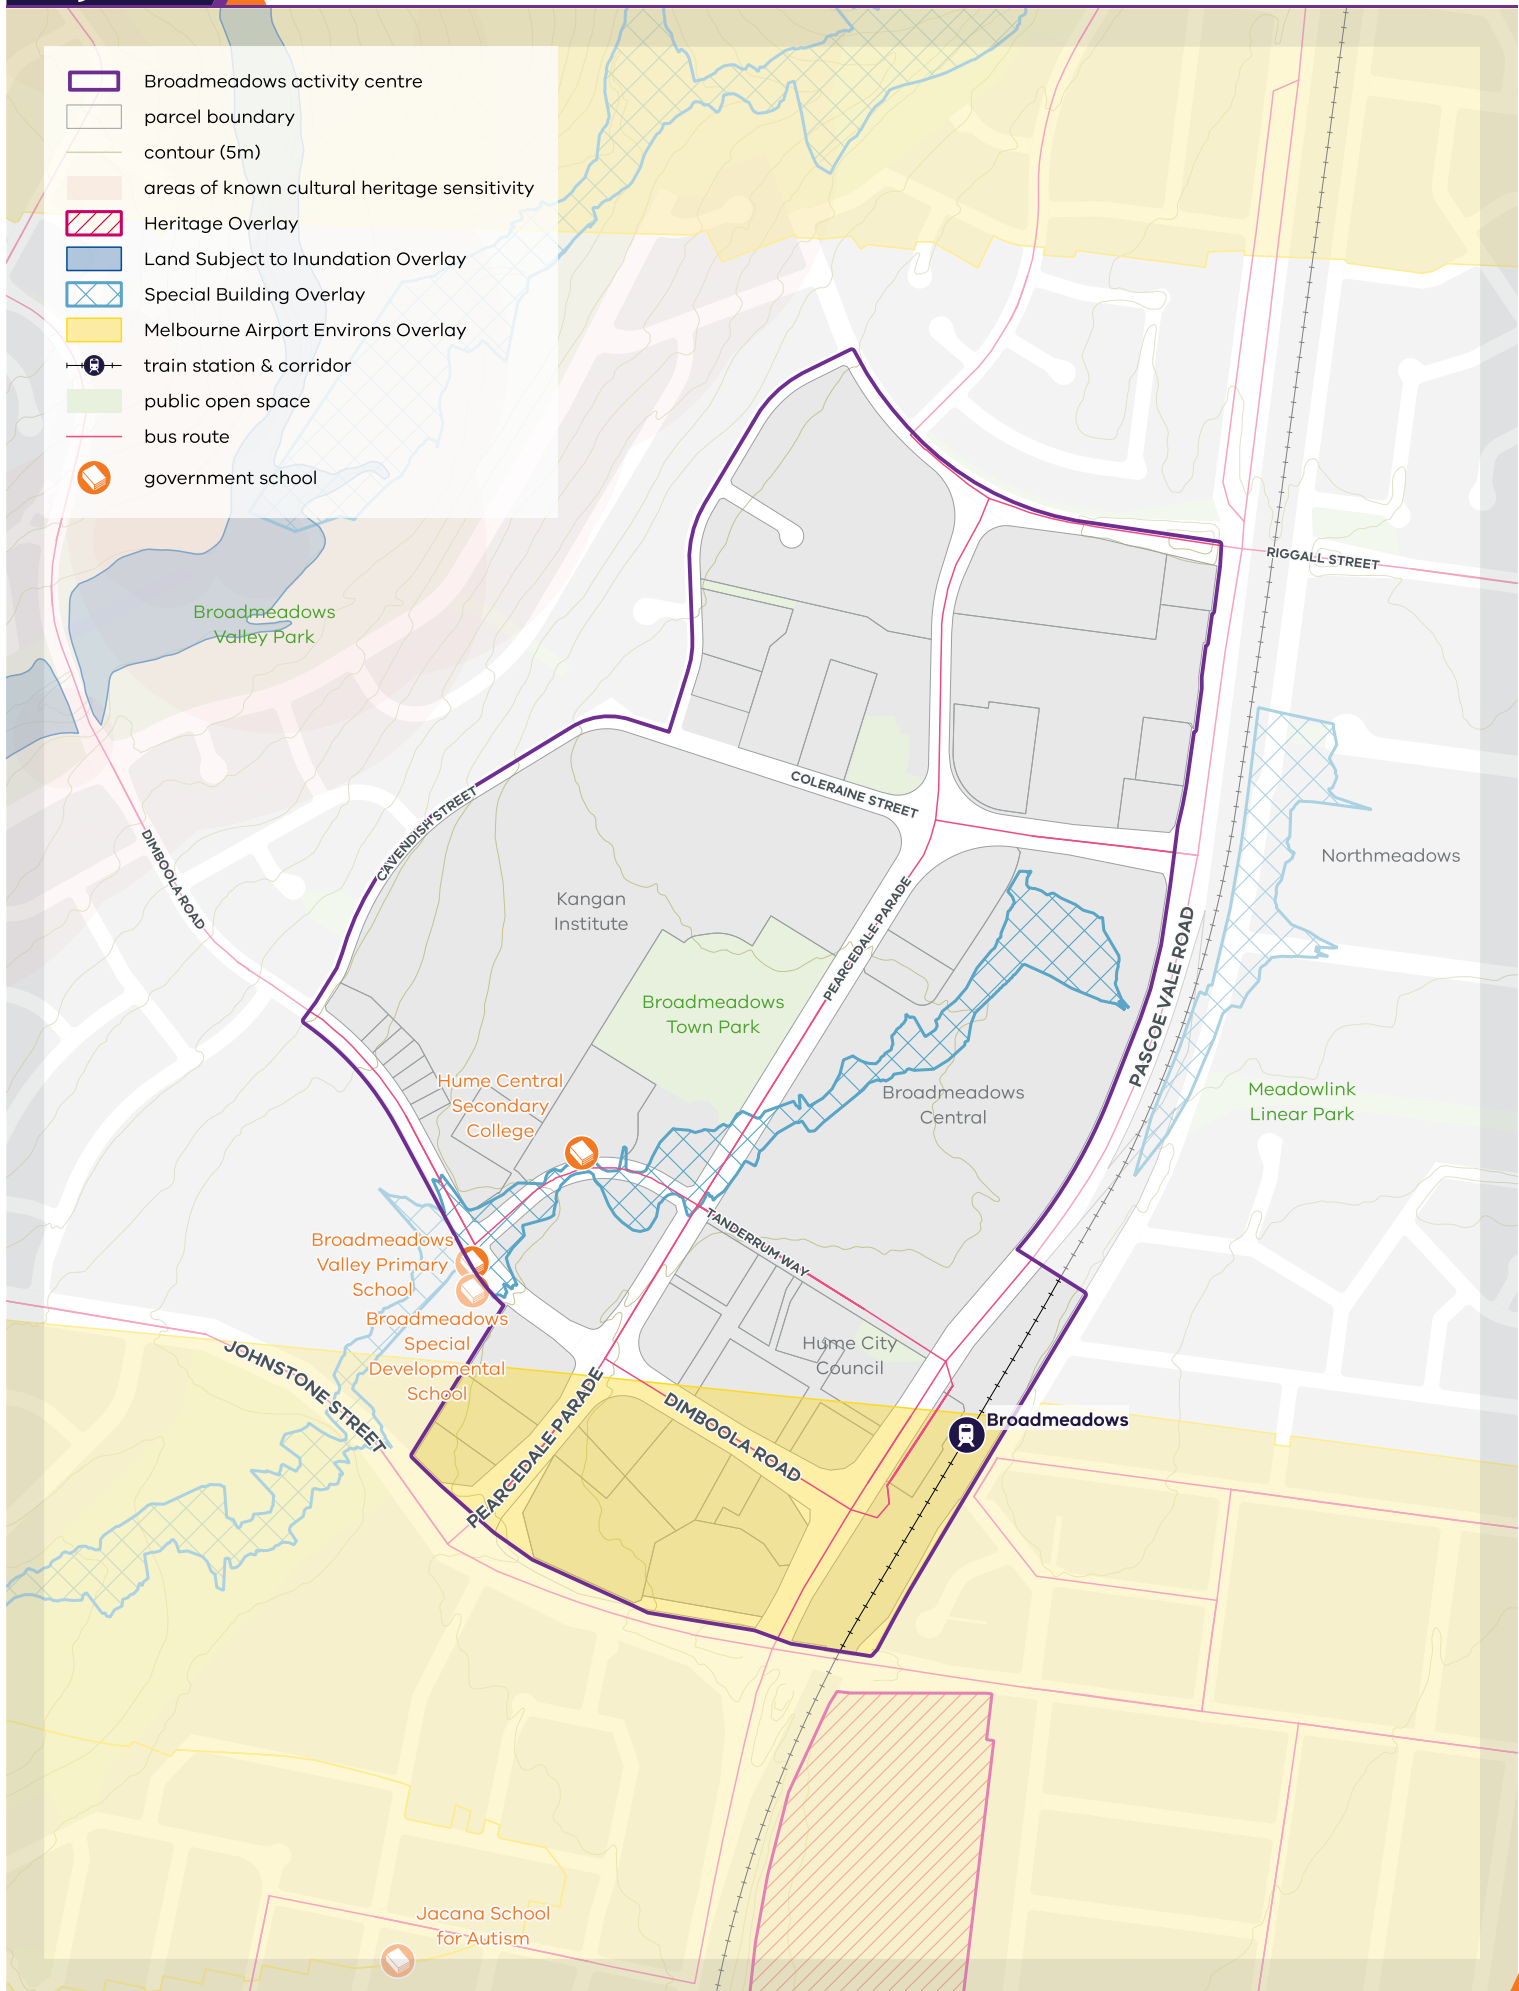 Broadmeadows activity centre
parcel boundary
contour (5m)
areas of known cultural heritage sensitivity
Heritage Overlay
Land Subject to Inundation Overlay
Special Building Overlay
Melbourne Airport Environs Overlay
train station & corridor
public open space
bus route
government school
RIGGALL STREET
Broadmeadows
Valley Park
COLERAINE STREET
CAVENDISH STREET
DIMBOOLA ROAD
Northmeadows
Kangan
Institute
PEARCEDALE PARADE
PASCOE VALE ROAD
Broadmeadows
Town Park
Broadmeadows
Central
Meadowlink
Linear Park
Hume Central
Secondary
College
TANDERRUM WAY
Broadmeadows
Valley Primary
School
Broadmeadows
Special
Developmental
School
Hume City
Council
JOHNSTONE STREET
PEARCEDALE PARADE
DIMBOOLA ROAD
Broadmeadows
Jacana School
for Autism